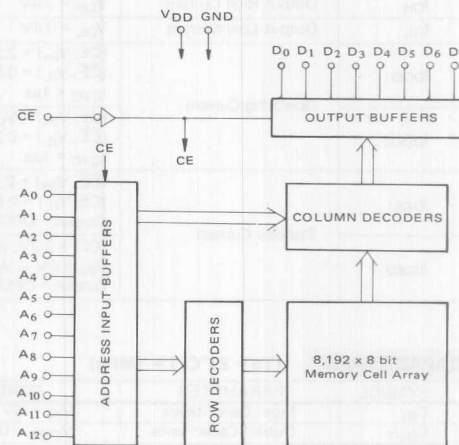 VDD GND
D0 D1 D2 D3 D4 D5 D6 D
CE
OUTPUT BUFFERS
CE
CE
A0
A1
A2
A3
A4
A5
A6
A7
A8
A9
A10
A11
A12
ADDRESS INPUT BUFFERS
COLUMN DECODERS
ROW DECODERS
8,192 x 8 bit
Memory Cell Array